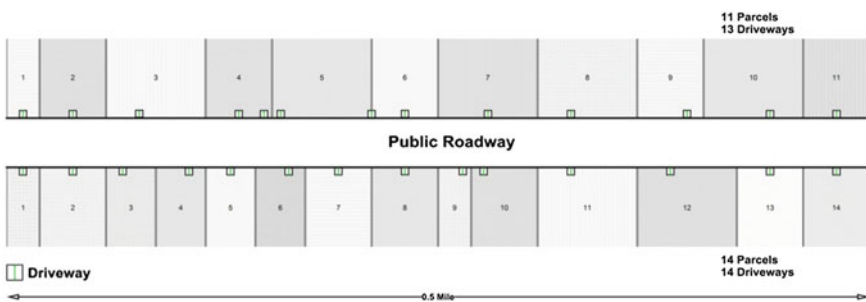 11 Parcels
13 Driveways
1 2 3 4 5 6 7 8 9 10 11
Public Roadway
1 2 3 4 5 6 7 8 9 10 11 12 13 14
Driveway
14 Parcels
14 Driveways
0.5 Mile